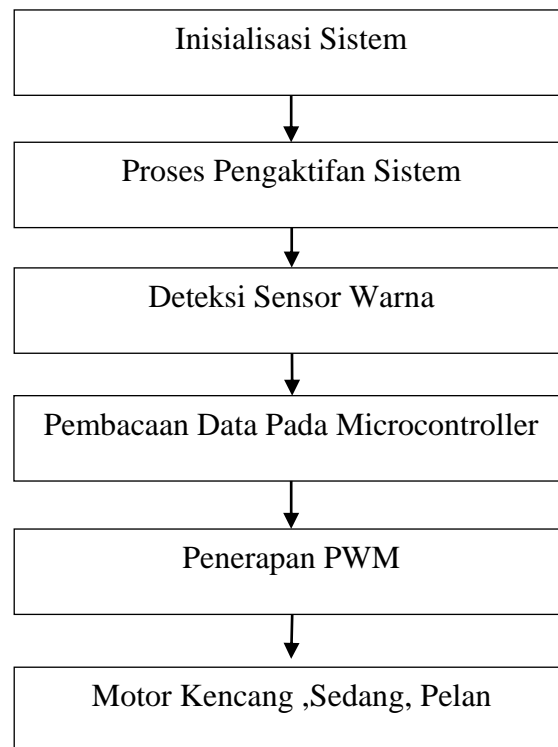 Inisialisasi Sistem
Proses Pengaktifan Sistem
Deteksi Sensor Warna
Pembacaan Data Pada Microcontroller
Penerapan PWM
Motor Kencang ,Sedang, Pelan